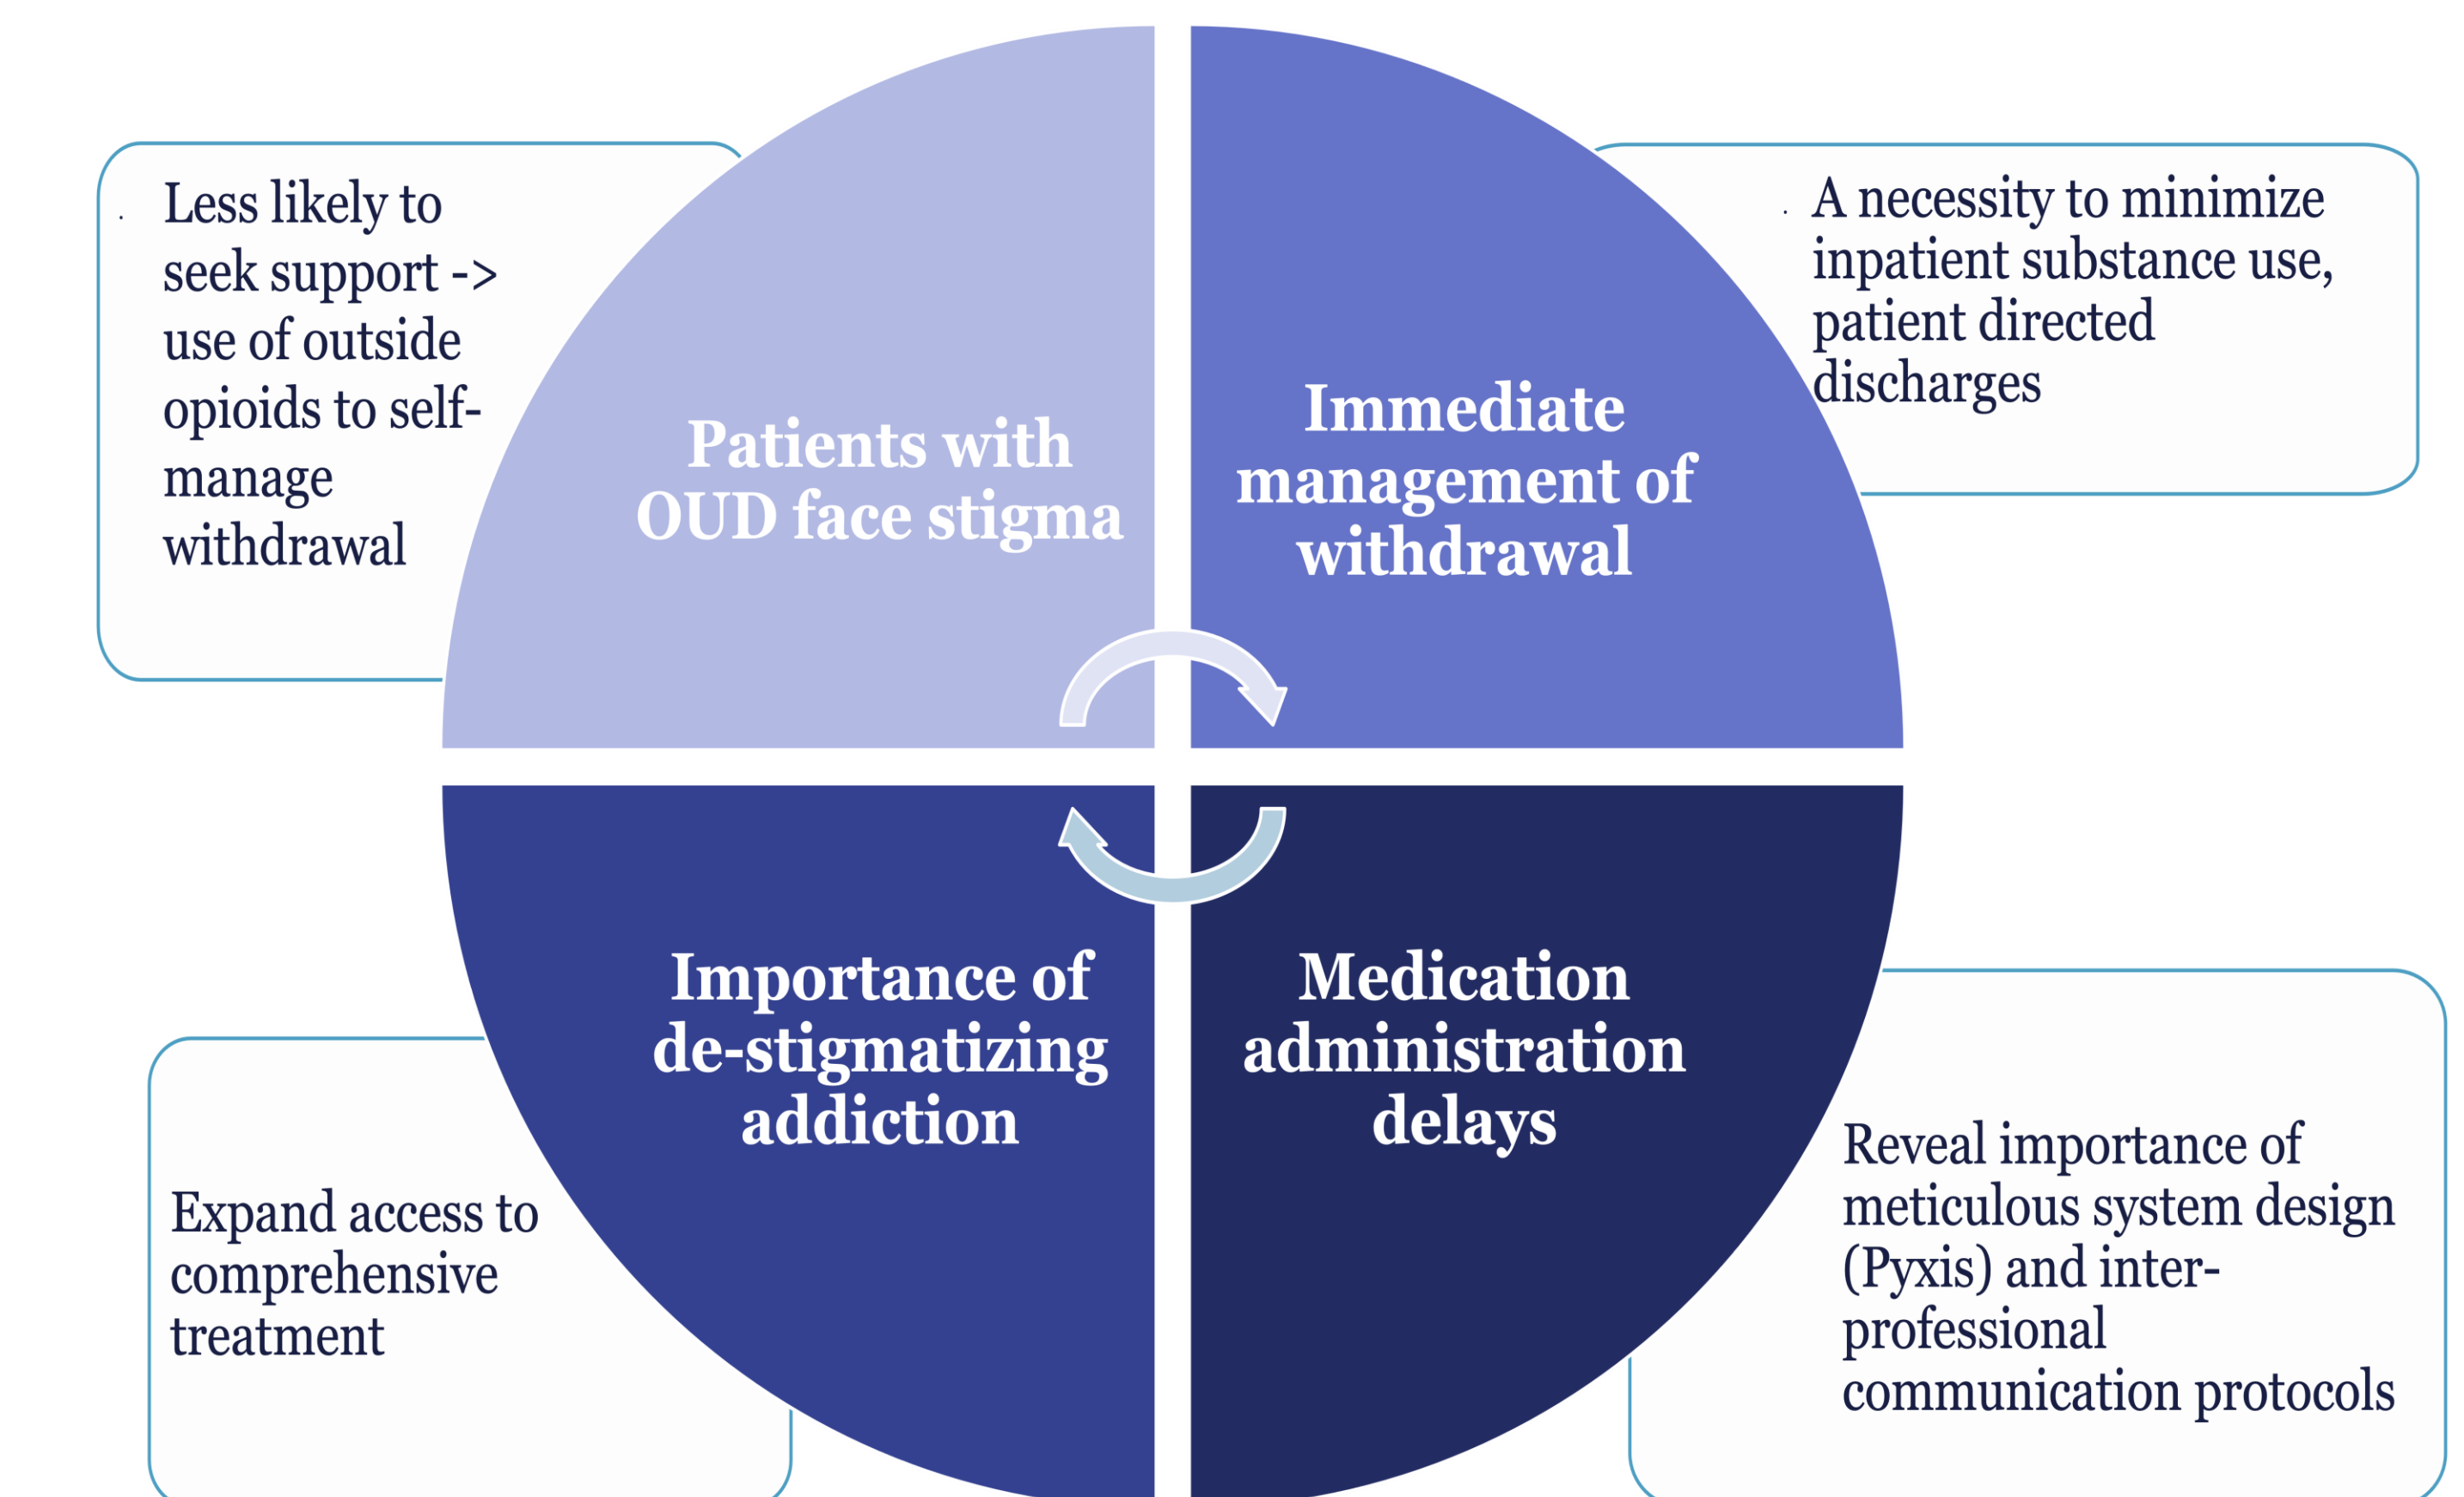 Less likely to
seek support ->
use of outside
opioids to self-
manage
withdrawal
Patients with
OUD face stigma
Immediate
management of
withdrawal
A necessity to minimize
inpatient substance use,
patient directed
discharges
Expand access to
comprehensive
treatment
Importance of
de-stigmatizing
addiction
Medication
administration
delays
Reveal importance of
meticulous system design
(Pyxis) and inter-
professional
communication protocols